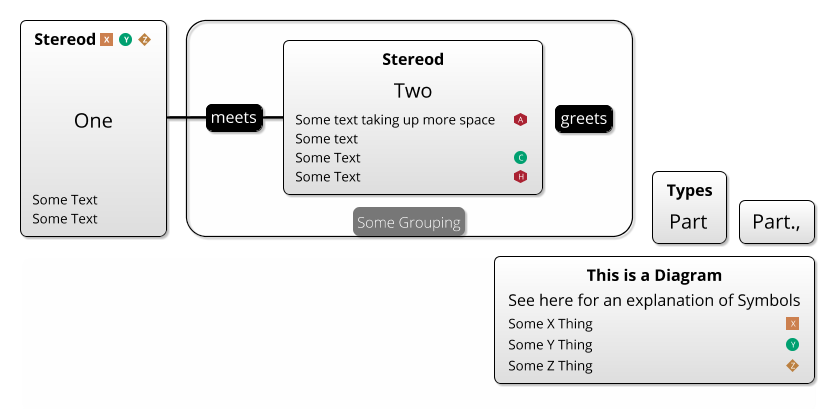 Stereod X Y Z
One
Some Text
Some Text
meets
Stereod
Two
Some text taking up more space A
Some text
Some Text C
Some Text H
greets
Some Grouping
Types
Part
Part.,
This is a Diagram
See here for an explanation of Symbols
Some X Thing X
Some Y Thing Y
Some Z Thing Z